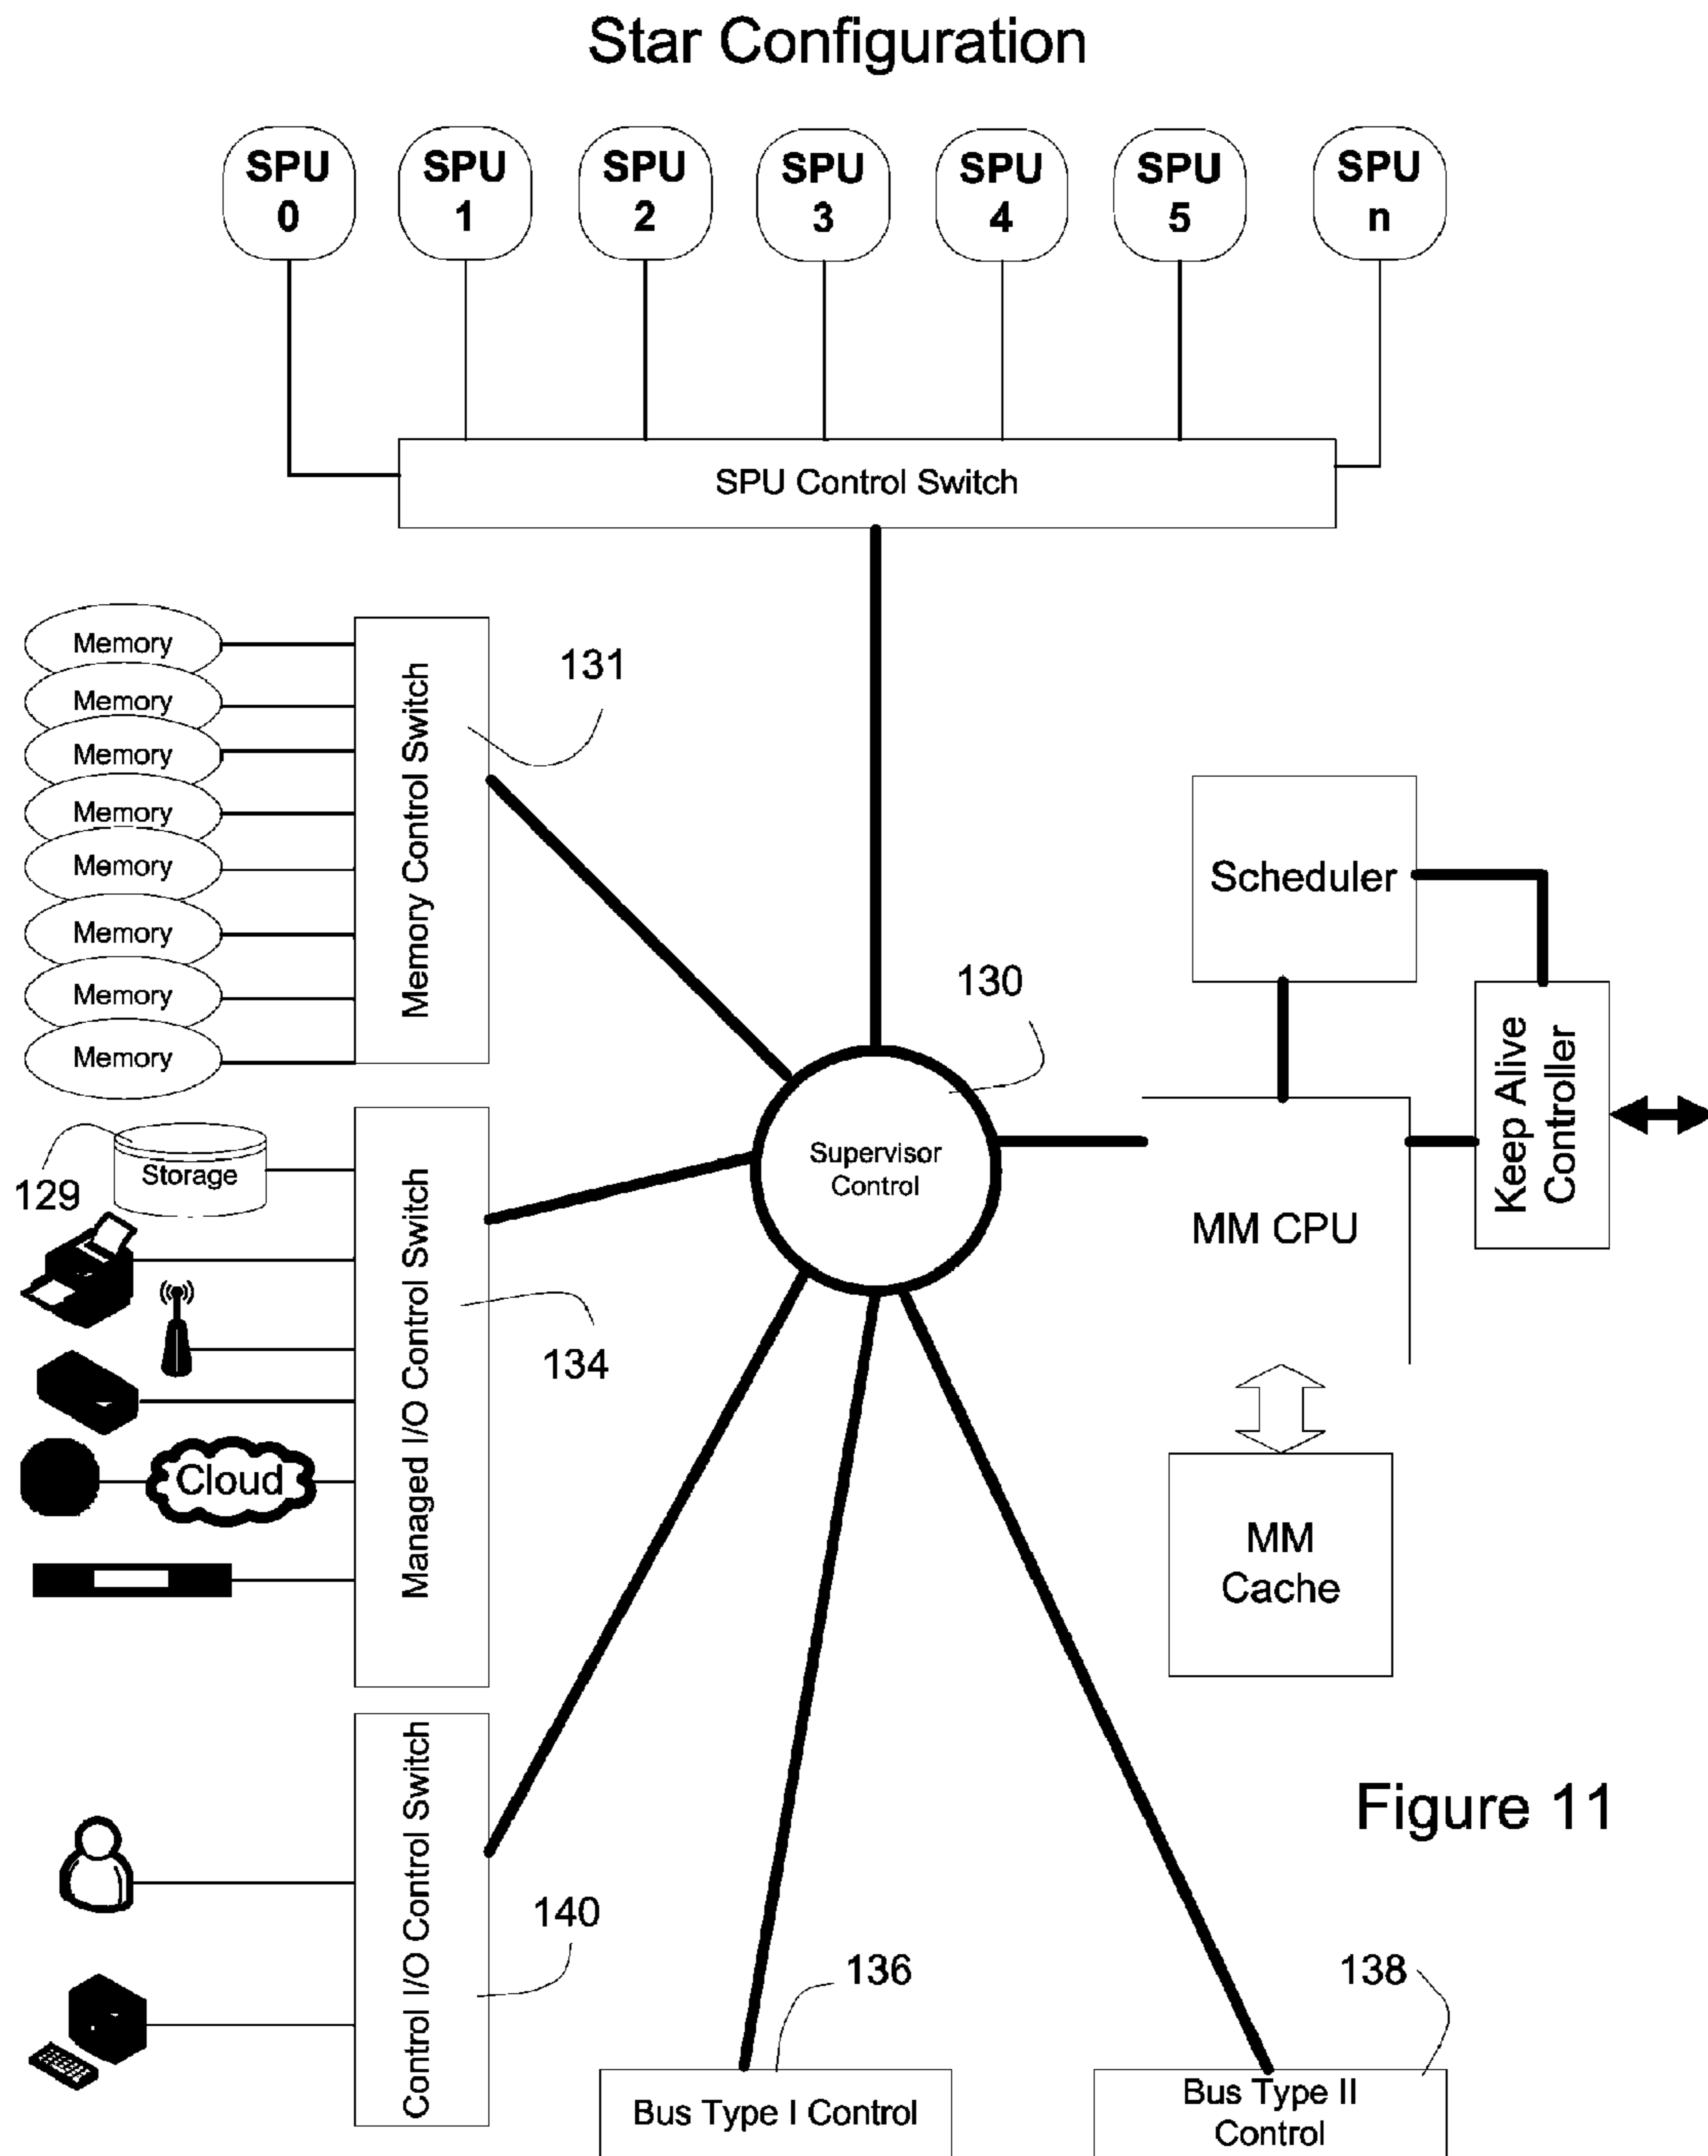 Star Configuration
SPU
0
SPU
1
SPU
2
SPU
3
SPU
4
SPU
5
SPU
n
SPU Control Switch
Memory
Memory
Memory
Memory
Memory
Memory
Memory
Memory
Memory Control Switch
131
Scheduler
130
Keep Alive
Controller
Supervisor
Control
MM CPU
Storage
129
Managed I/O Control Switch
134
Cloud
MM
Cache
Figure 11
Control I/O Control Switch
140
136
138
Bus Type I Control
Bus Type II
Control